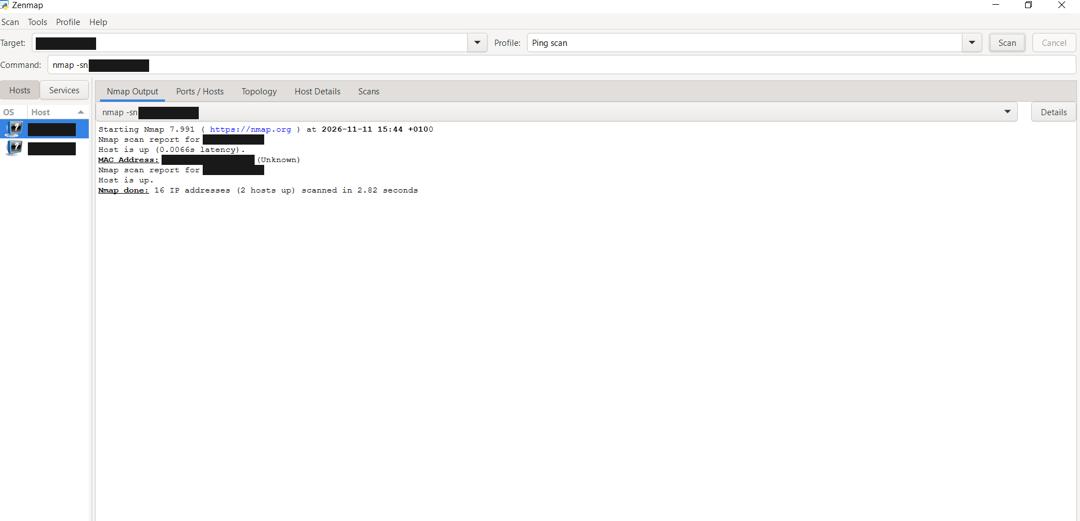 Zenmap
Scan Tools Profile Help
Target: Profile: Ping scan Scan Cancel
Command: nmap -sn
Hosts Services Nmap Output Ports / Hosts Topology Host Details Scans
OS Host nmap -sn Details
Starting Nmap 7.991 ( https://nmap.org ) at 2026-11-11 15:44 +0100
Nmap scan report for
Host is up (0.0066s latency).
MAC Address: (Unknown)
Nmap scan report for
Host is up.
Nmap done: 16 IP addresses (2 hosts up) scanned in 2.82 seconds